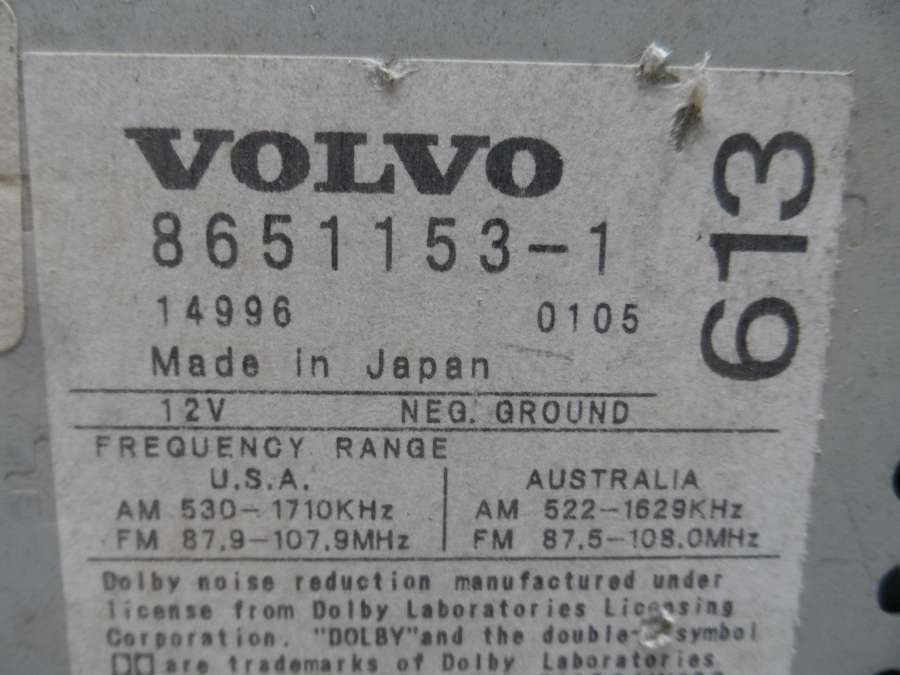 VOLVO
8651153-1
14996 0105
613
Made in Japan
12V NEG. GROUND
FREQUENCY RANGE
U.S.A. AUSTRALIA
AM 530-1710KHz AM 522-1629KHz
FM 87.9-107.9MHz FM 87.5-108.0MHz
Dolby noise reduction manufactured under
license from Dolby Laboratories Licensing
Corporation. "DOLBY"and the double- symbol
are trademarks of Dolby Laboratories